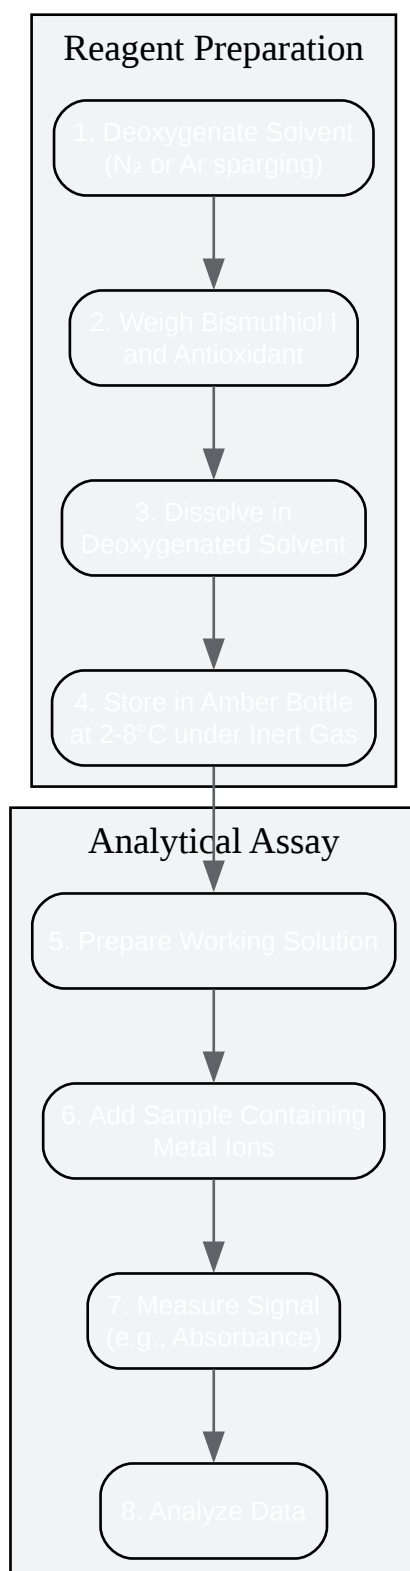 Reagent Preparation
1. Deoxygenate Solvent
(N₂ or Ar sparging)
2. Weigh Bismuthiol I
and Antioxidant
3. Dissolve in
Deoxygenated Solvent
4. Store in Amber Bottle
at 2-8°C under Inert Gas
Analytical Assay
5. Prepare Working Solution
6. Add Sample Containing
Metal Ions
7. Measure Signal
(e.g., Absorbance)
8. Analyze Data